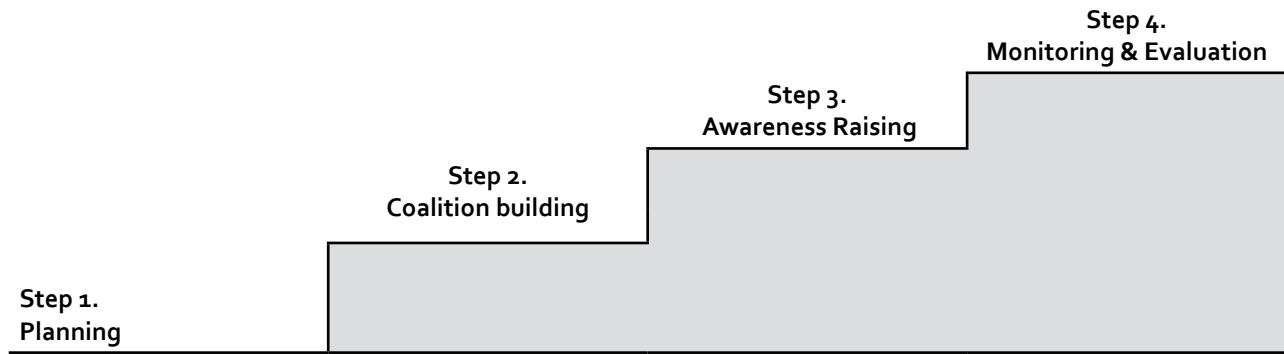 Step 1.
Planning
Step 2.
Coalition building
Step 3.
Awareness Raising
Step 4.
Monitoring & Evaluation